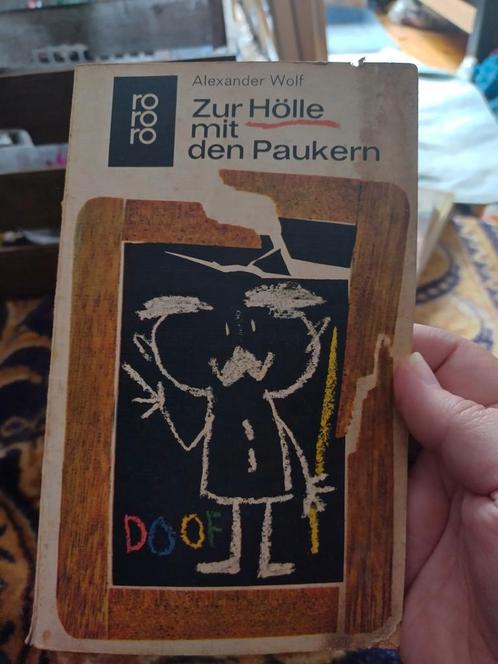 ro
ro
ro
Alexander Wolf
Zur Hölle
mit
den Paukern
DOOF